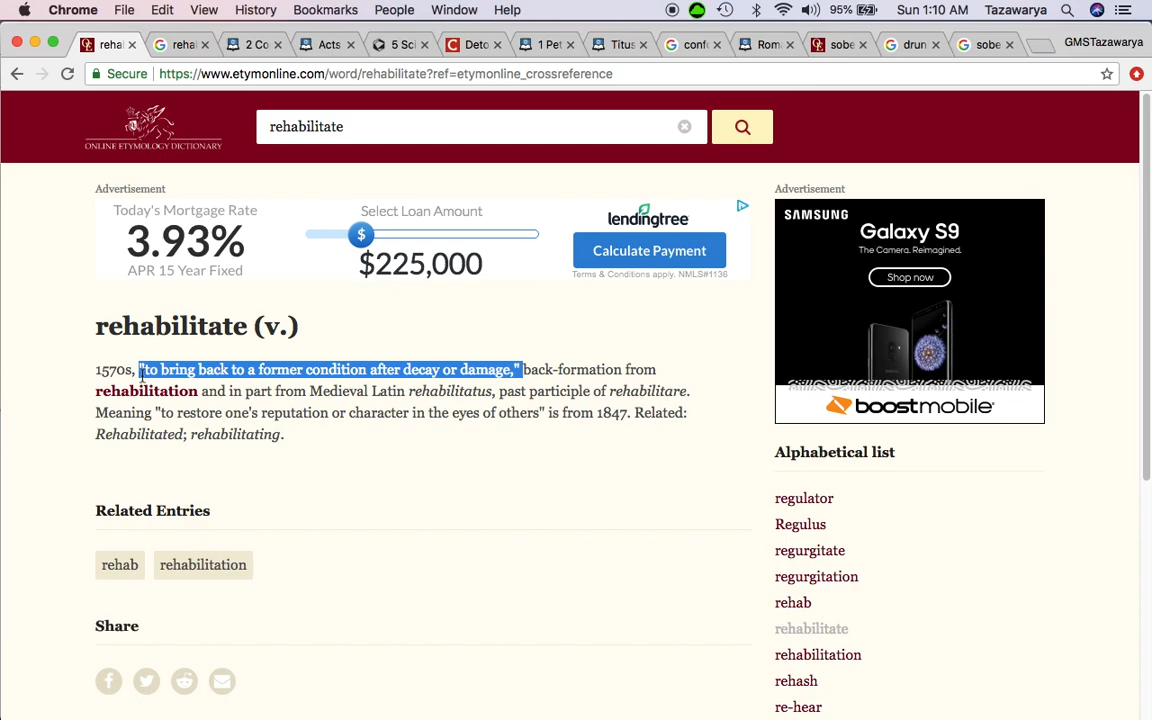 Chrome File Edit View History Bookmarks People Window Help 95% Sun 1:10 AM Tazawarya
rehal reha 2 Co Acts 5 Sci Deto 1 Pet Titus confo Rom sobe drun sobe GMSTazawarya
Secure https://www.etymonline.com/word/rehabilitate?ref=etymonline_crossreference
ONLINE ETYMOLOGY DICTIONARY
rehabilitate
Advertisement
Today's Mortgage Rate
3.93%
APR 15 Year Fixed
Select Loan Amount
$
$225,000
lendingtree
Calculate Payment
Terms & Conditions apply. NMLS#1136
rehabilitate (v.)
1570s, "to bring back to a former condition after decay or damage," back-formation from
rehabilitation and in part from Medieval Latin rehabilitatus, past participle of rehabilitare.
Meaning "to restore one's reputation or character in the eyes of others" is from 1847. Related:
Rehabilitated; rehabilitating.
Related Entries
rehab rehabilitation
Share
Advertisement
SAMSUNG
Galaxy S9
The Camera. Reimagined.
Shop now
boostmobile
Alphabetical list
regulator
Regulus
regurgitate
regurgitation
rehab
rehabilitate
rehabilitation
rehash
re-hear